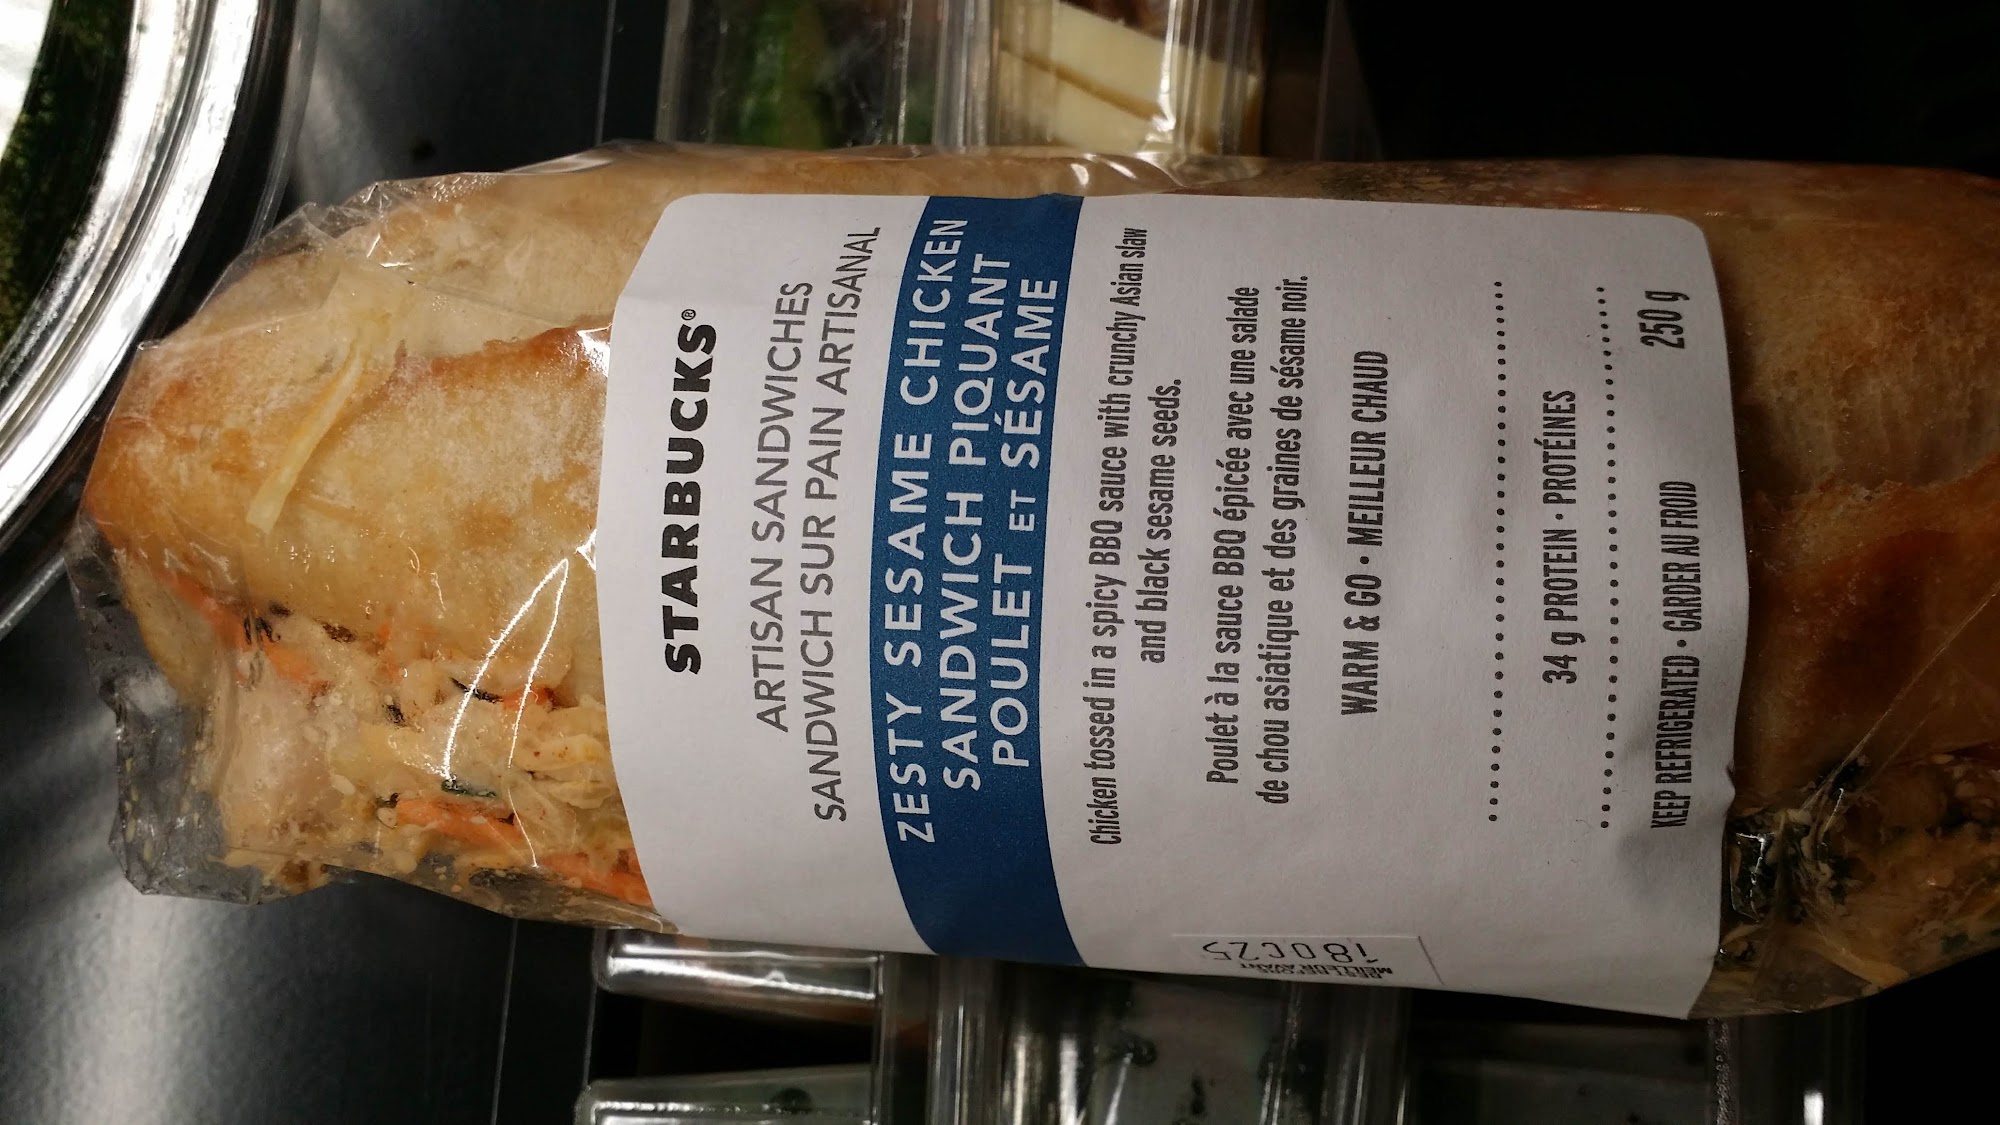 STARBUCKS®
ARTISAN SANDWICHES
SANDWICH SUR PAIN ARTISANAL
ZESTY SESAME CHICKEN
SANDWICH PIQUANT
POULET ET SÉSAME
Chicken tossed in a spicy BBQ sauce with crunchy Asian slaw
and black sesame seeds.
Poulet à la sauce BBQ épicée avec une salade
de chou asiatique et des graines de sésame noir.
WARM & GO • MEILLEUR CHAUD
34 g PROTEIN • PROTÉINES
KEEP REFRIGERATED • GARDER AU FROID 250 g
MEILLEUR AVANT
18OC25